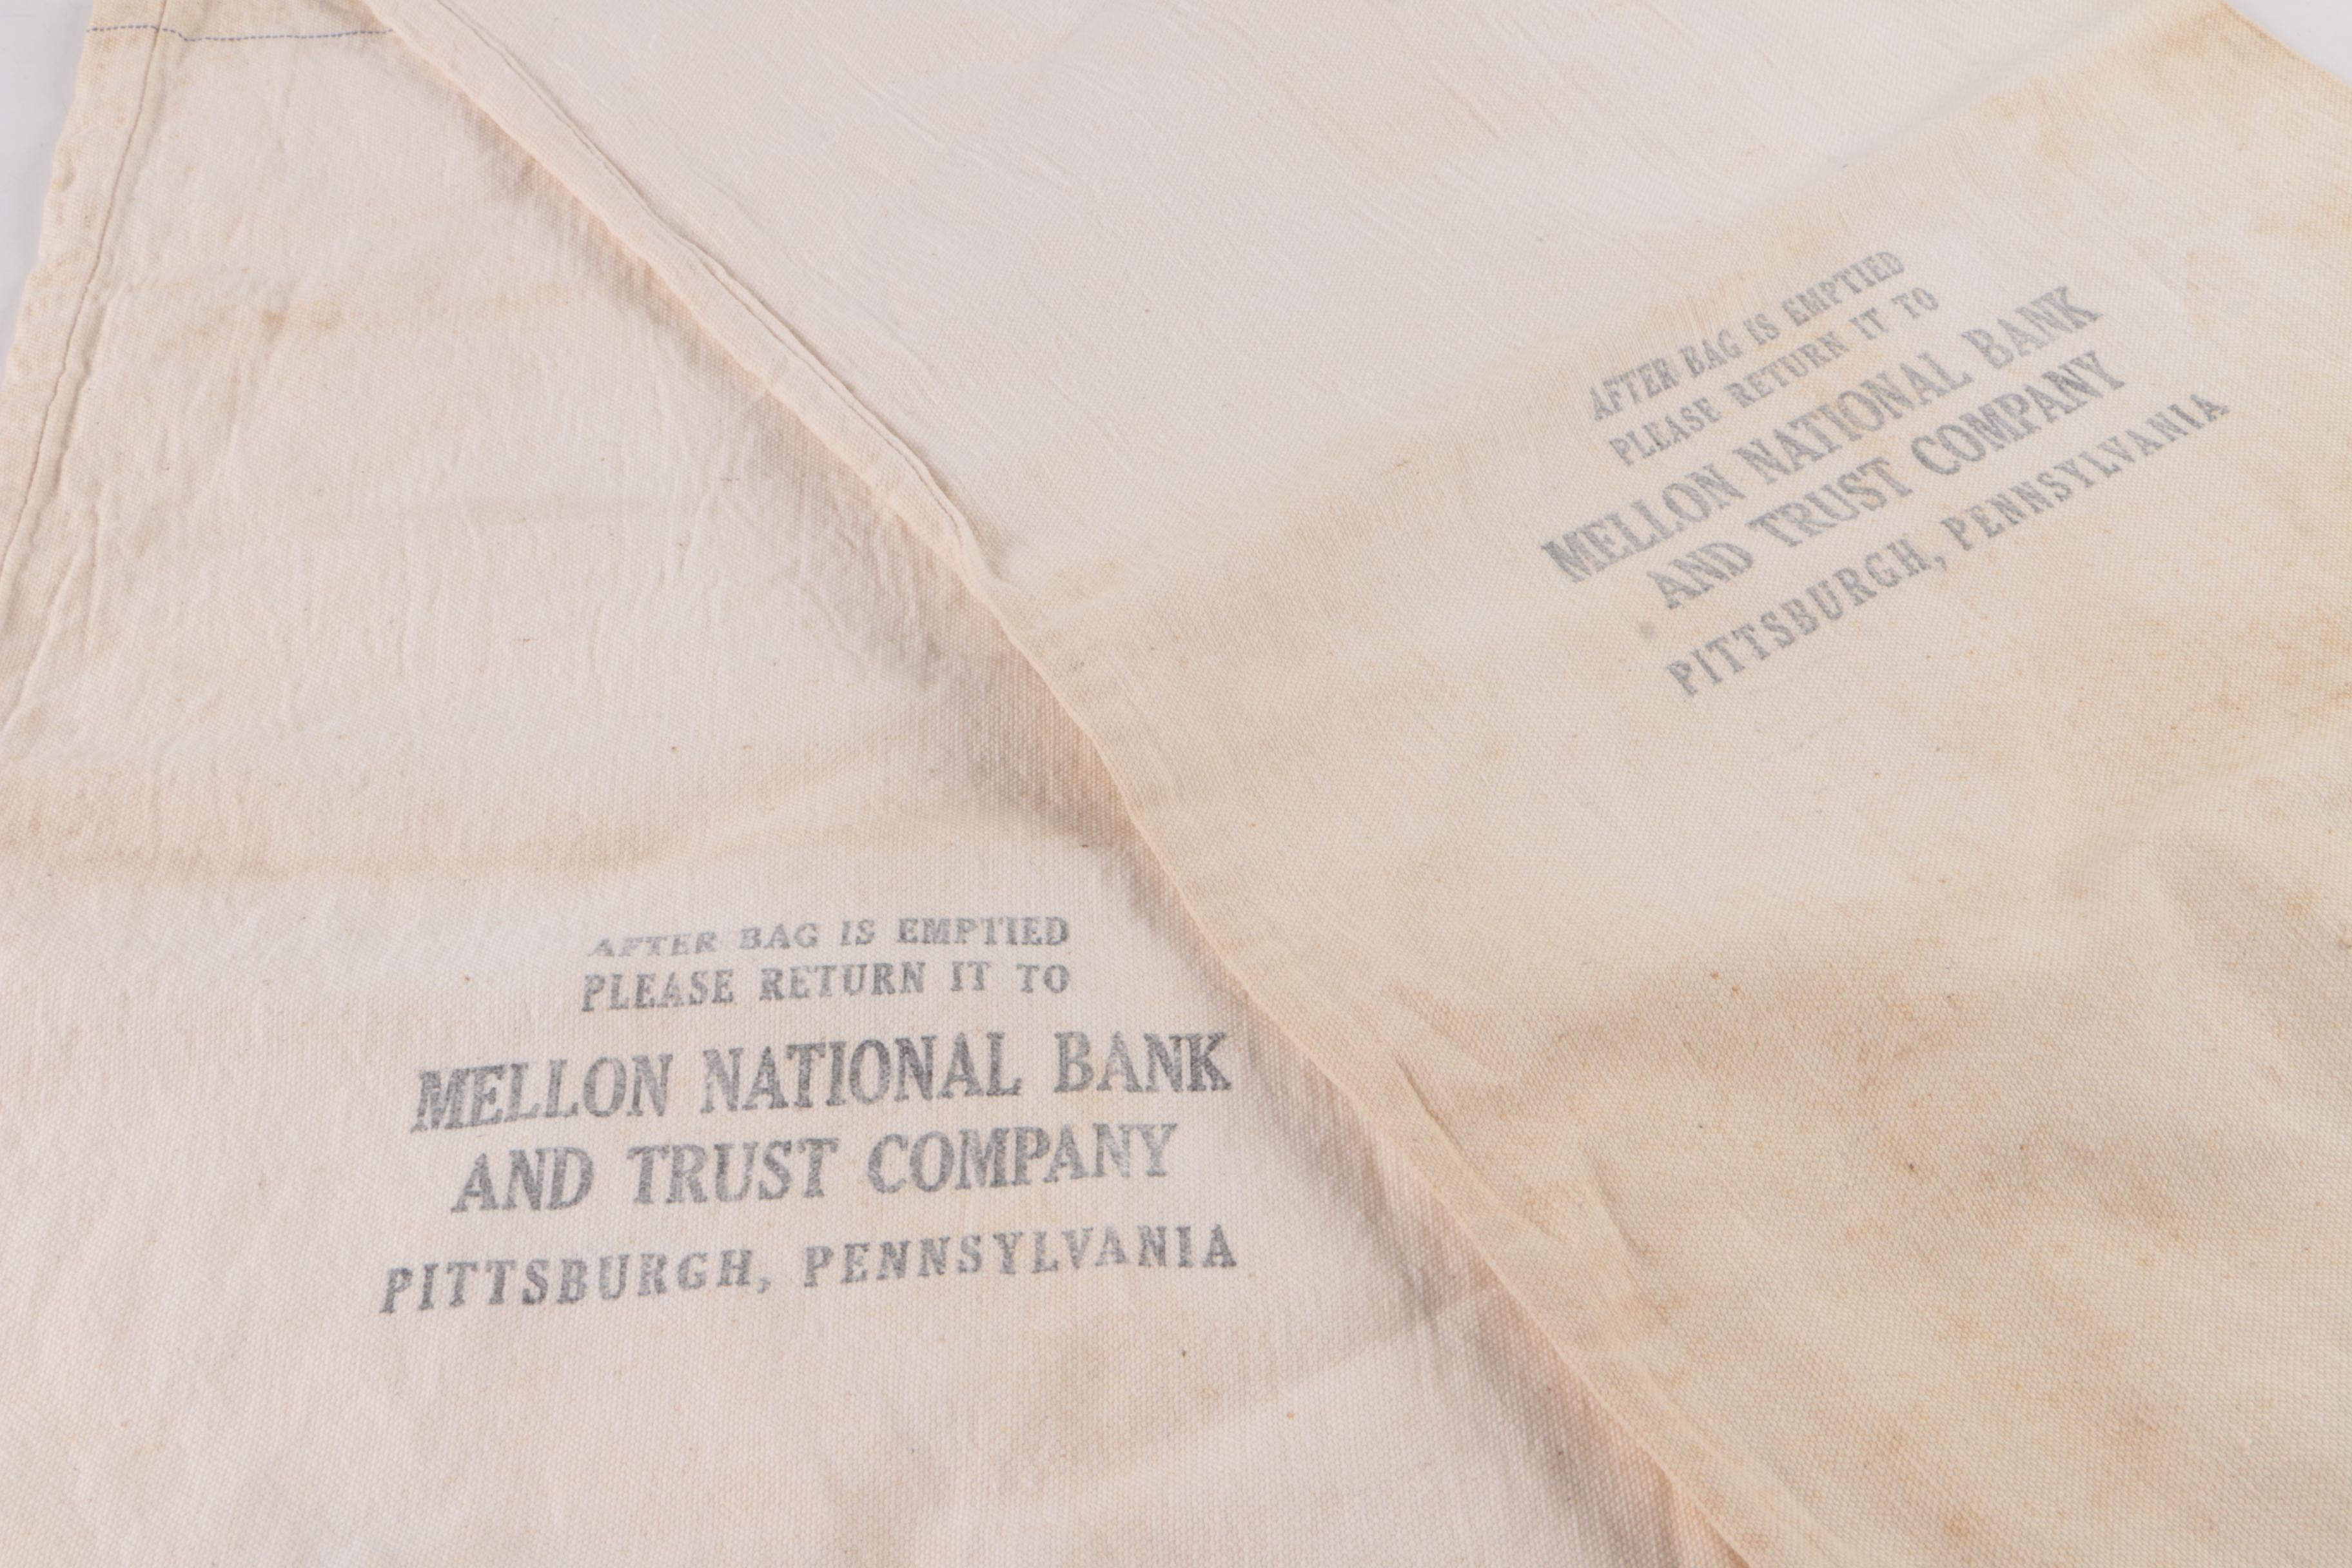 AFTER BAG IS EMPTIED
PLEASE RETURN IT TO
MELLON NATIONAL BANK
AND TRUST COMPANY
PITTSBURGH, PENNSYLVANIA
AFTER BAG IS EMPTIED
PLEASE RETURN IT TO
MELLON NATIONAL BANK
AND TRUST COMPANY
PITTSBURGH, PENNSYLVANIA